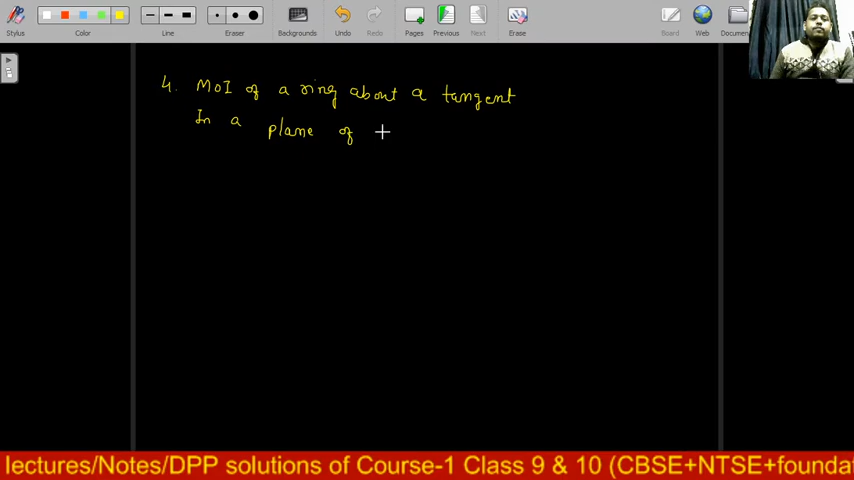 Stylus
Color
Line
Eraser
Backgrounds
Undo
Redo
Pages
Previous
Next
Erase
Board
Web
Documen
4. MoI of a ring about a tangent
In a plane of
lectures/Notes/DPP solutions of Course-1 Class 9 & 10 (CBSE+NTSE+founda